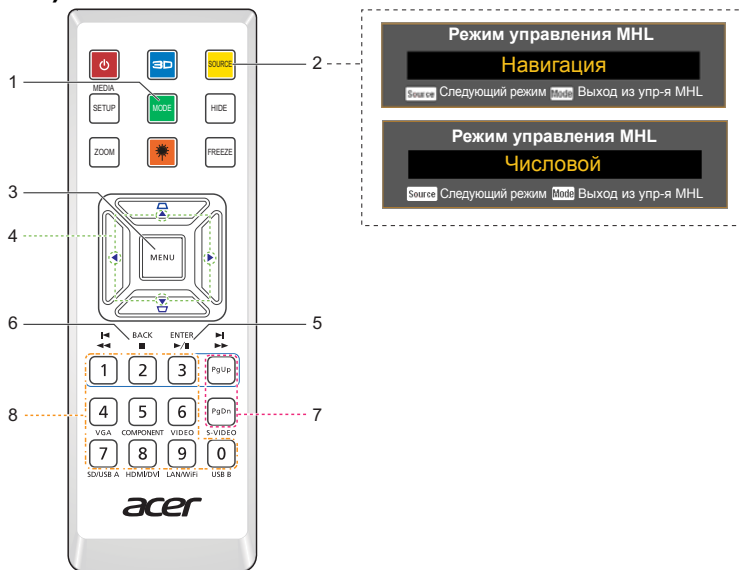 3D
SOURCE
MEDIA
SETUP
MODE
HIDE
ZOOM
FREEZE
MENU
BACK
ENTER
1
2
3
PgUp
4
5
6
PgDn
VGA
COMPONENT
VIDEO
S-VIDEO
7
8
9
0
SD/USB A
HDMI/DVI
LAN/WiFi
USB B
acer
1
2
3
4
6
5
8
7
Режим управления MHL
Навигация
Source Следующий режим Mode Выход из упр-я MHL
Режим управления MHL
Числовой
Source Следующий режим Mode Выход из упр-я MHL